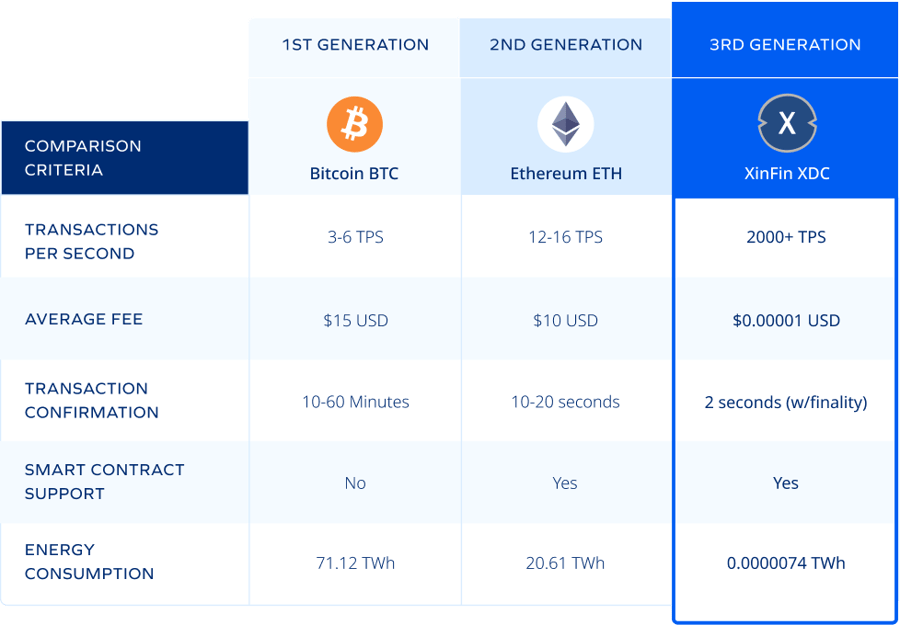 1ST GENERATION
2ND GENERATION
3RD GENERATION
X
COMPARISON
CRITERIA
Bitcoin BTC
Ethereum ETH
XinFin XDC
TRANSACTIONS
PER SECOND
3-6 TPS
12-16 TPS
2000+ TPS
AVERAGE FEE
$15 USD
$10 USD
$0.00001 USD
TRANSACTION
CONFIRMATION
10-60 Minutes
10-20 seconds
2 seconds (w/finality)
SMART CONTRACT
SUPPORT
No
Yes
Yes
ENERGY
CONSUMPTION
71.12 TWh
20.61 TWh
0.0000074 TWh